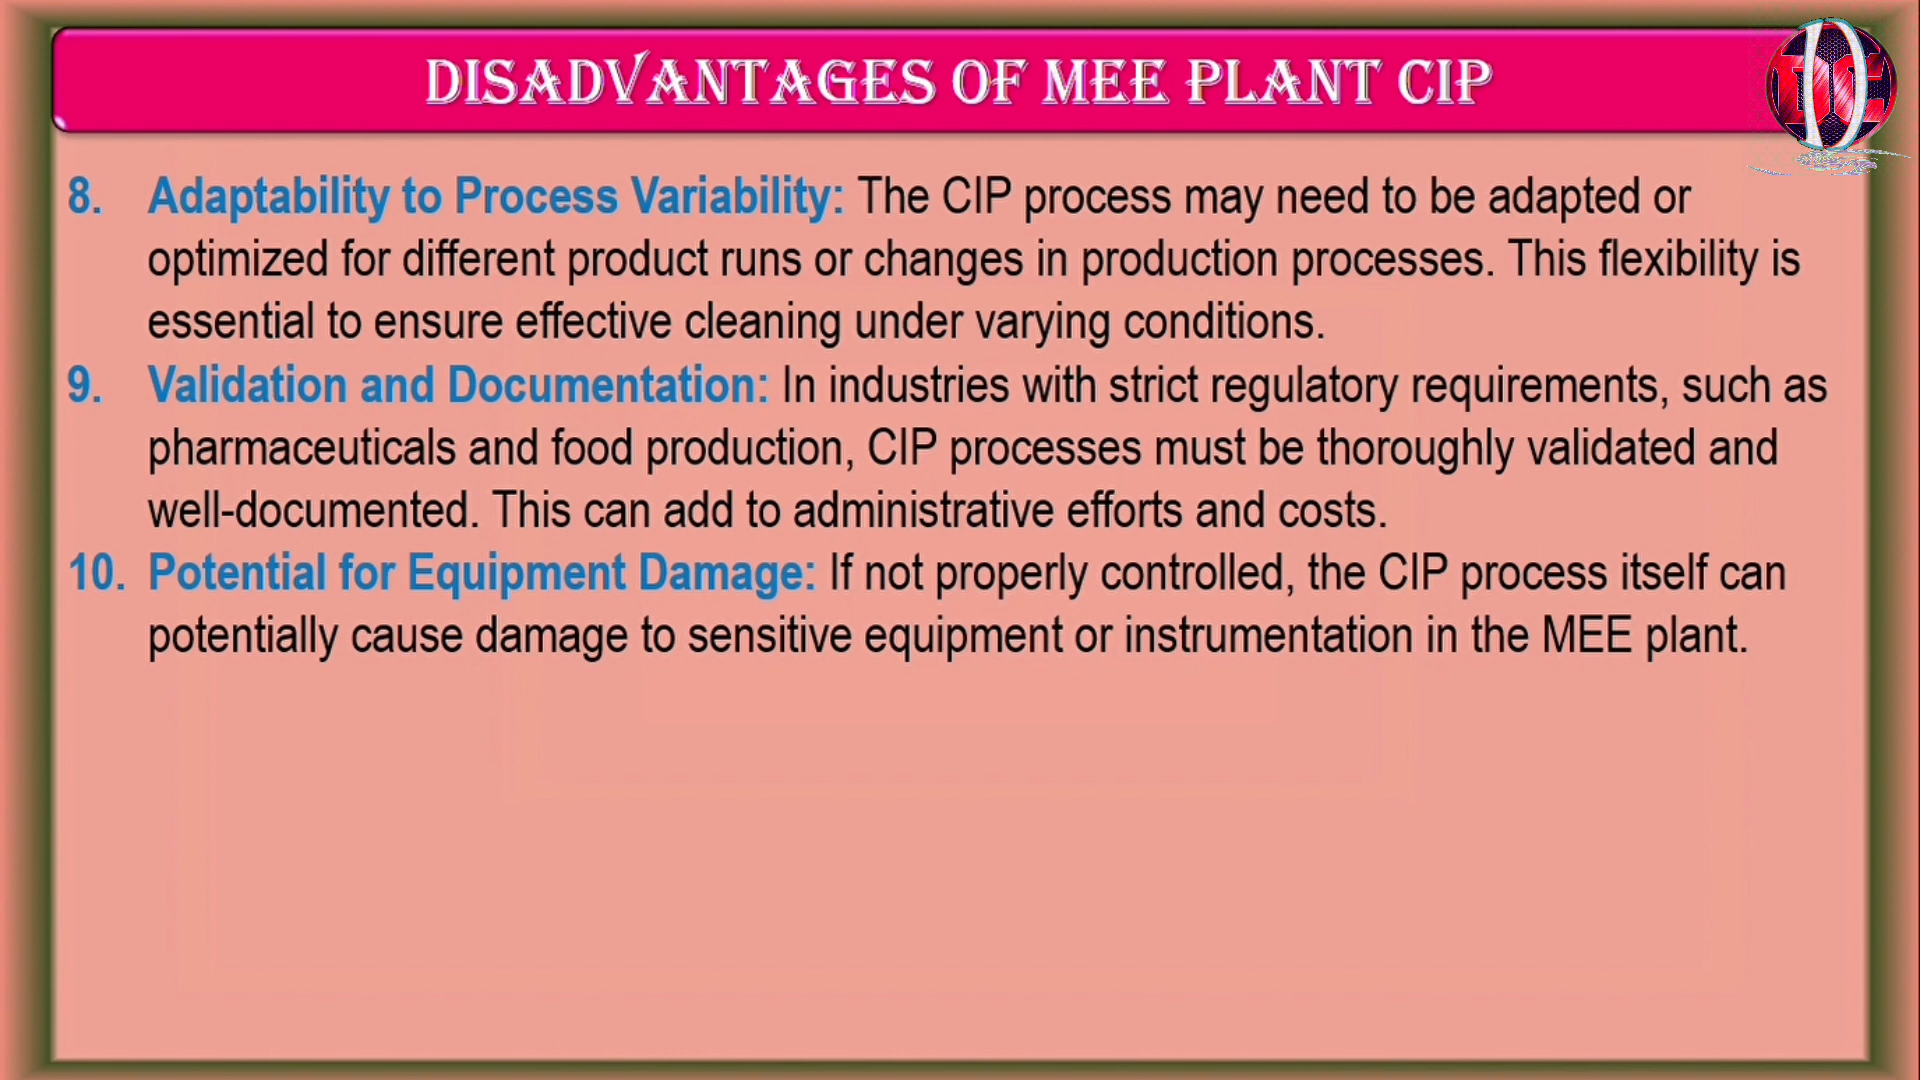 DISADVANTAGES OF MEE PLANT CIP
8. Adaptability to Process Variability: The CIP process may need to be adapted or
optimized for different product runs or changes in production processes. This flexibility is
essential to ensure effective cleaning under varying conditions.
9. Validation and Documentation: In industries with strict regulatory requirements, such as
pharmaceuticals and food production, CIP processes must be thoroughly validated and
well-documented. This can add to administrative efforts and costs.
10. Potential for Equipment Damage: If not properly controlled, the CIP process itself can
potentially cause damage to sensitive equipment or instrumentation in the MEE plant.